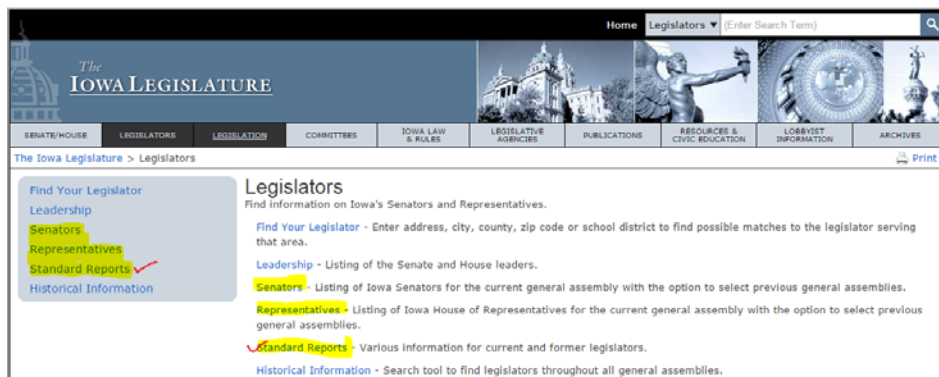 Home Legislators ▼ (Enter Search Term)
The
IOWA LEGISLATURE
SENATE/HOUSE LEGISLATORS LEGISLATION COMMITTEES IOWA LAW & RULES LEGISLATIVE AGENCIES PUBLICATIONS RESOURCES & CIVIC EDUCATION LOBBYIST INFORMATION ARCHIVES
The Iowa Legislature > Legislators Print
Find Your Legislator
Leadership
Senators
Representatives
Standard Reports
Historical Information
Legislators
Find information on Iowa's Senators and Representatives.
Find Your Legislator - Enter address, city, county, zip code or school district to find possible matches to the legislator serving
that area.
Leadership - Listing of the Senate and House leaders.
Senators - Listing of Iowa Senators for the current general assembly with the option to select previous general assemblies.
Representatives - Listing of Iowa House of Representatives for the current general assembly with the option to select previous
general assemblies.
Standard Reports - Various information for current and former legislators.
Historical Information - Search tool to find legislators throughout all general assemblies.